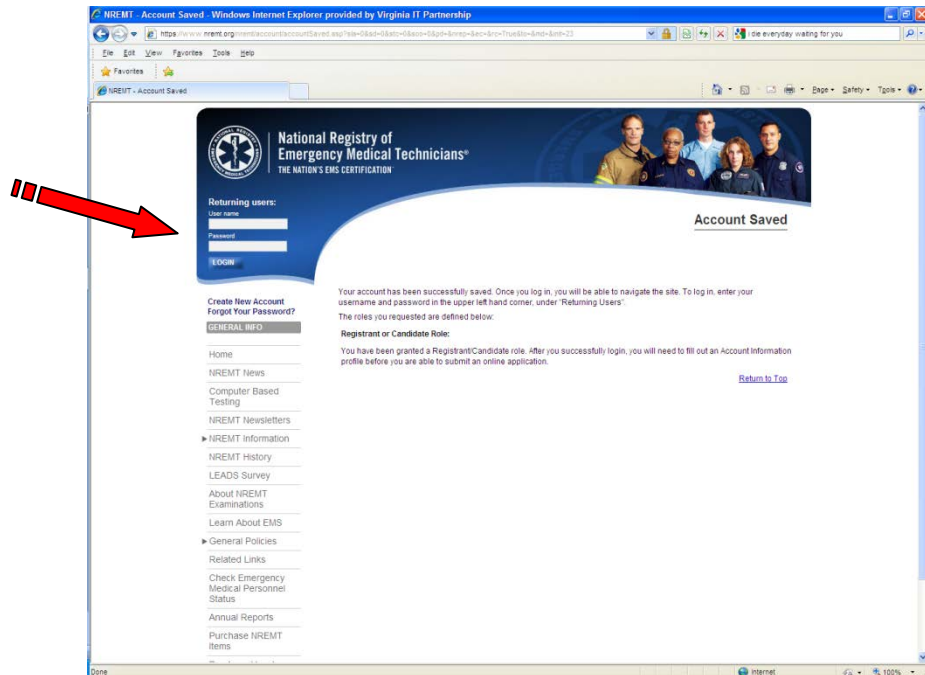 NREMT - Account Saved - Windows Internet Explorer provided by Virginia IT Partnership
i die everyday waiting for you
File Edit View Favorites Tools Help
Favorites
NREMT - Account Saved
Page Safety Tools
National Registry of
Emergency Medical Technicians®
THE NATION'S EMS CERTIFICATION
Returning users:
User name
Password
LOGIN
Account Saved
Your account has been successfully saved. Once you log in, you will be able to navigate the site. To log in, enter your
username and password in the upper left hand corner, under "Returning Users".
The roles you requested are defined below:
Registrant or Candidate Role:
You have been granted a Registrant/Candidate role. After you successfully login, you will need to fill out an Account Information
profile before you are able to submit an online application.
Return to Top
Create New Account
Forgot Your Password?
GENERAL INFO
Home
NREMT News
Computer Based
Testing
NREMT Newsletters
NREMT Information
NREMT History
LEADS Survey
About NREMT
Examinations
Learn About EMS
General Policies
Related Links
Check Emergency
Medical Personnel
Status
Annual Reports
Purchase NREMT
Items
Done
Internet
100%